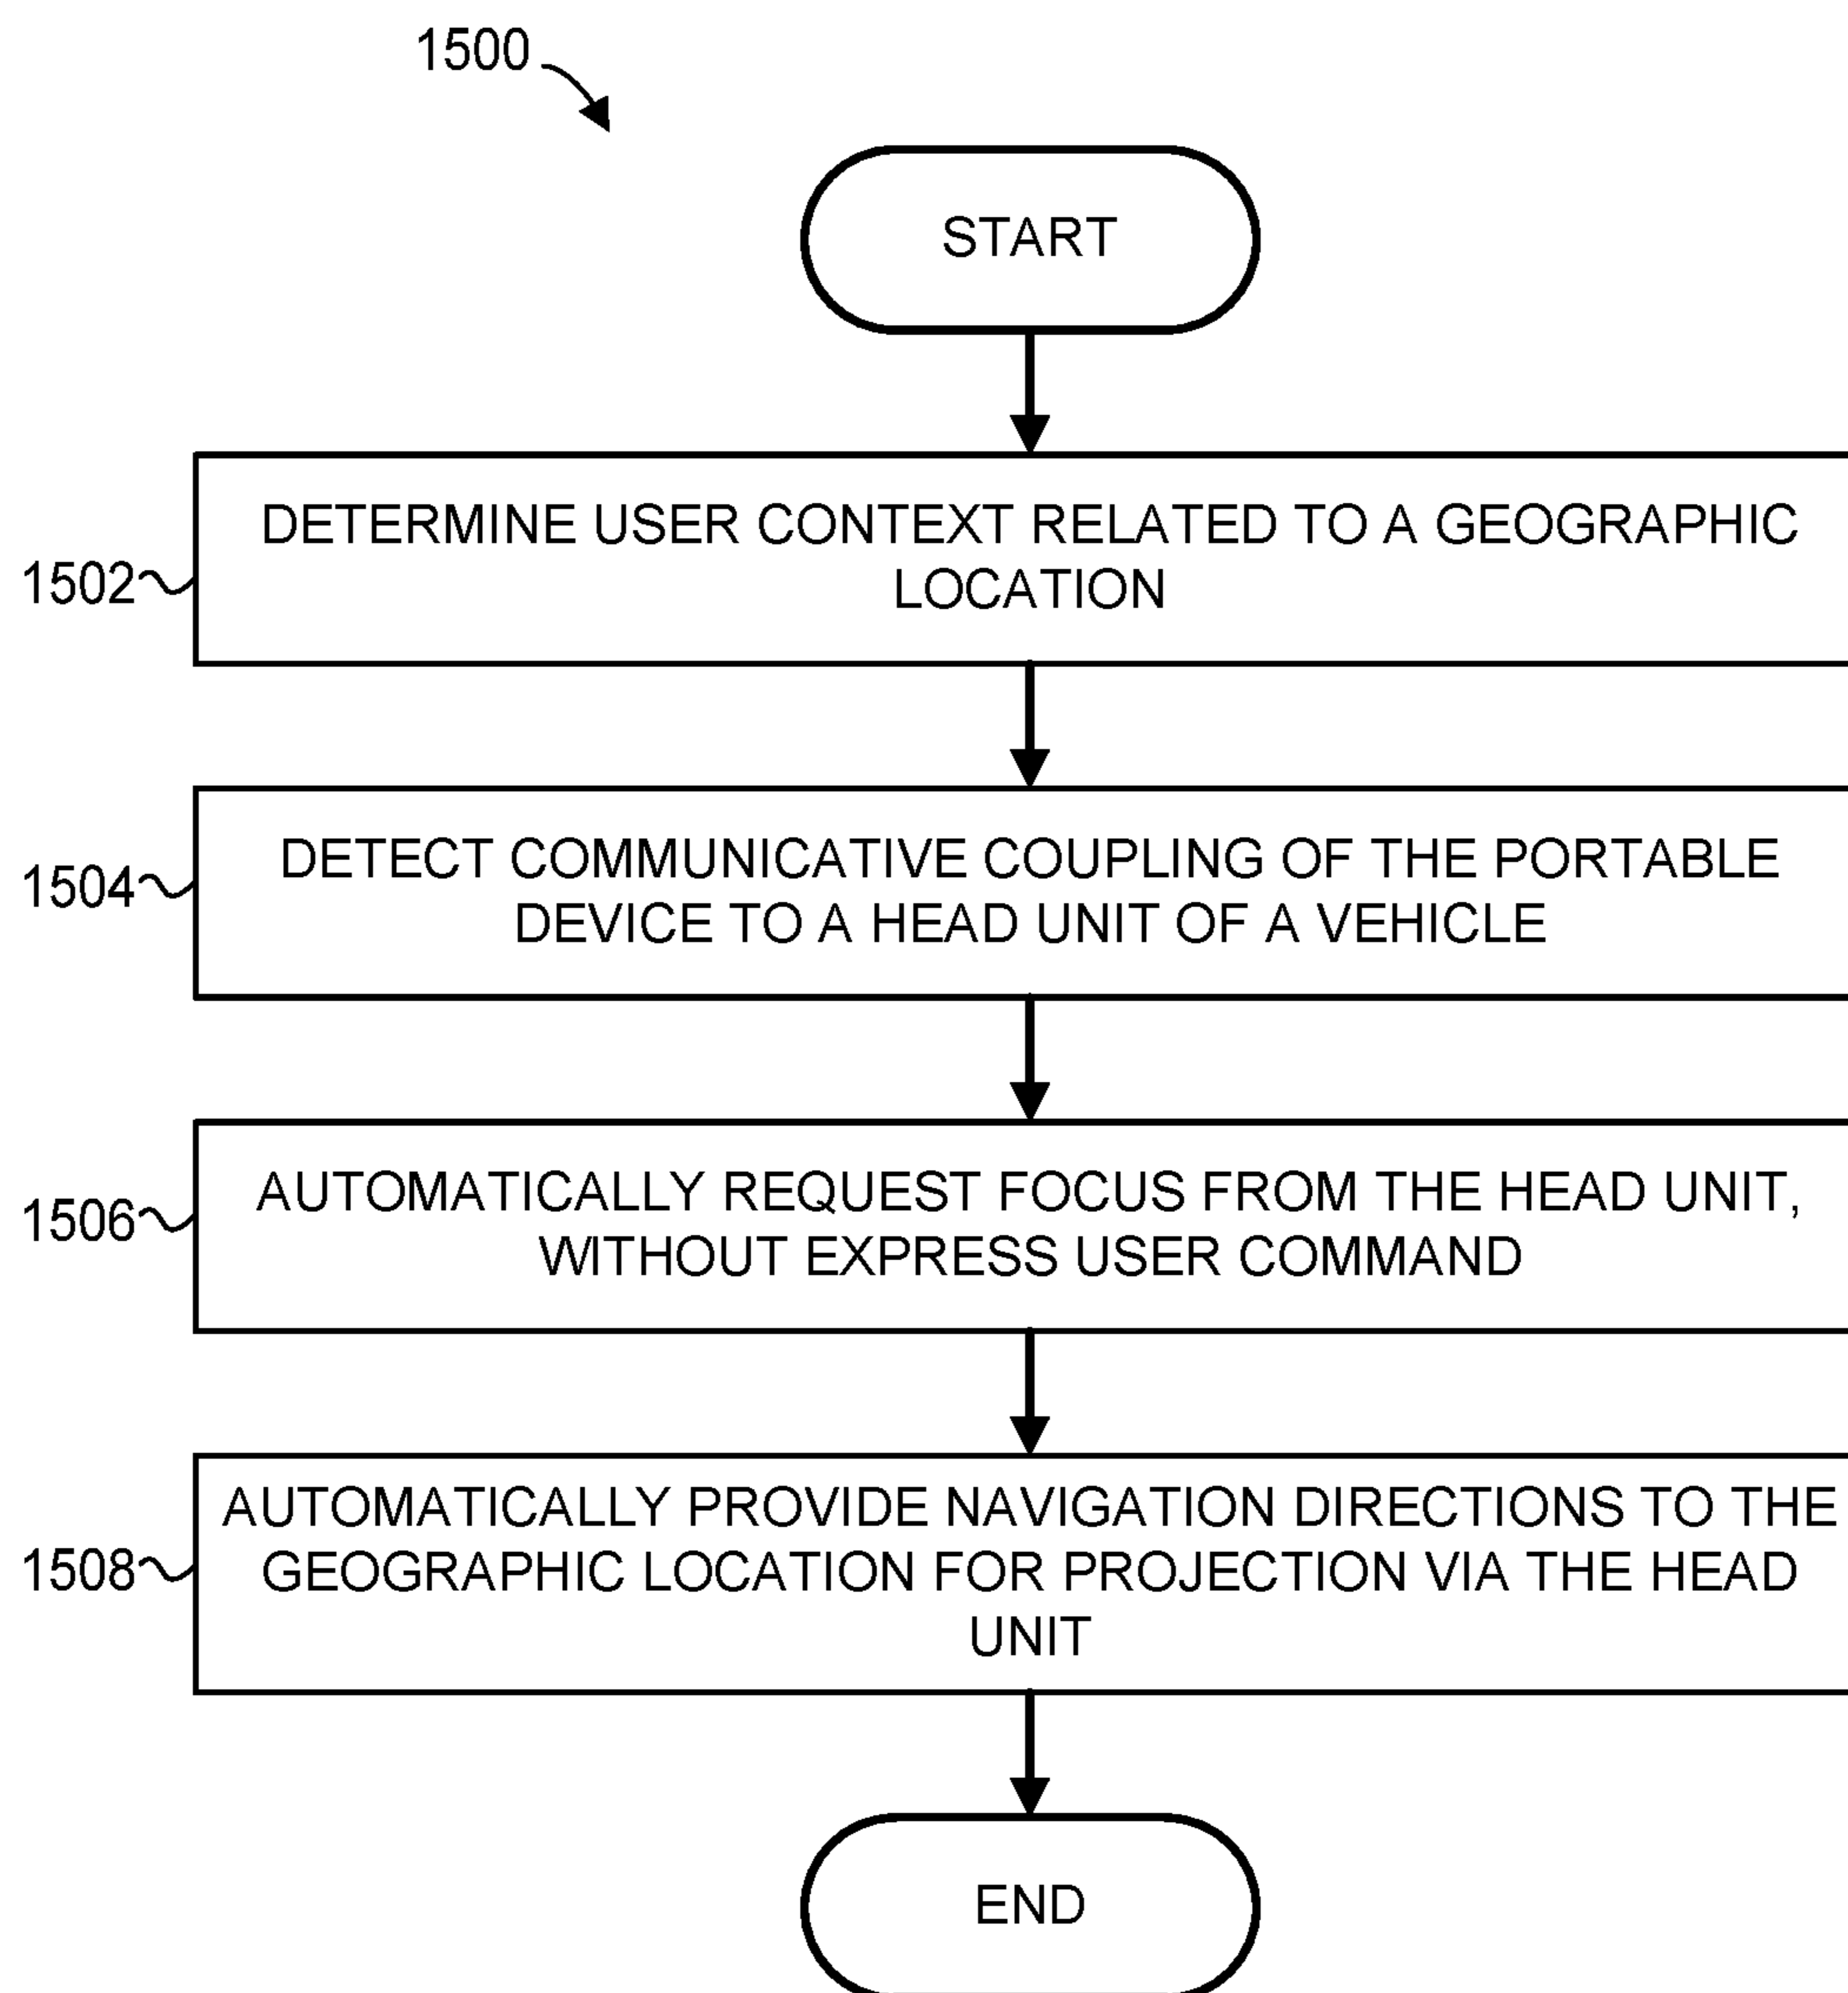 1500
START
DETERMINE USER CONTEXT RELATED TO A GEOGRAPHIC
LOCATION
1502
DETECT COMMUNICATIVE COUPLING OF THE PORTABLE
DEVICE TO A HEAD UNIT OF A VEHICLE
1504
AUTOMATICALLY REQUEST FOCUS FROM THE HEAD UNIT,
WITHOUT EXPRESS USER COMMAND
1506
AUTOMATICALLY PROVIDE NAVIGATION DIRECTIONS TO THE
GEOGRAPHIC LOCATION FOR PROJECTION VIA THE HEAD
UNIT
1508
END